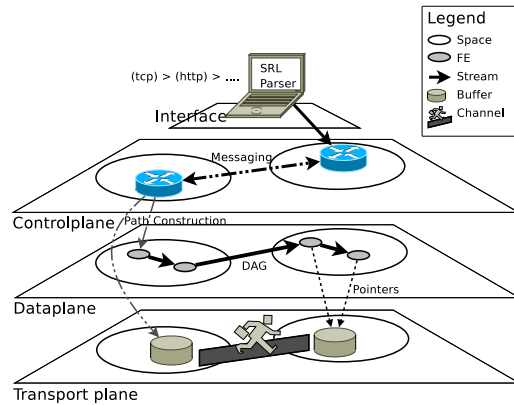 Legend
Space
FE
Stream
Buffer
Channel
SRL
Parser
(tcp) > (http) > ....
Interface
Messaging
Controlplane
Path Construction
DAG
Pointers
Dataplane
Transport plane